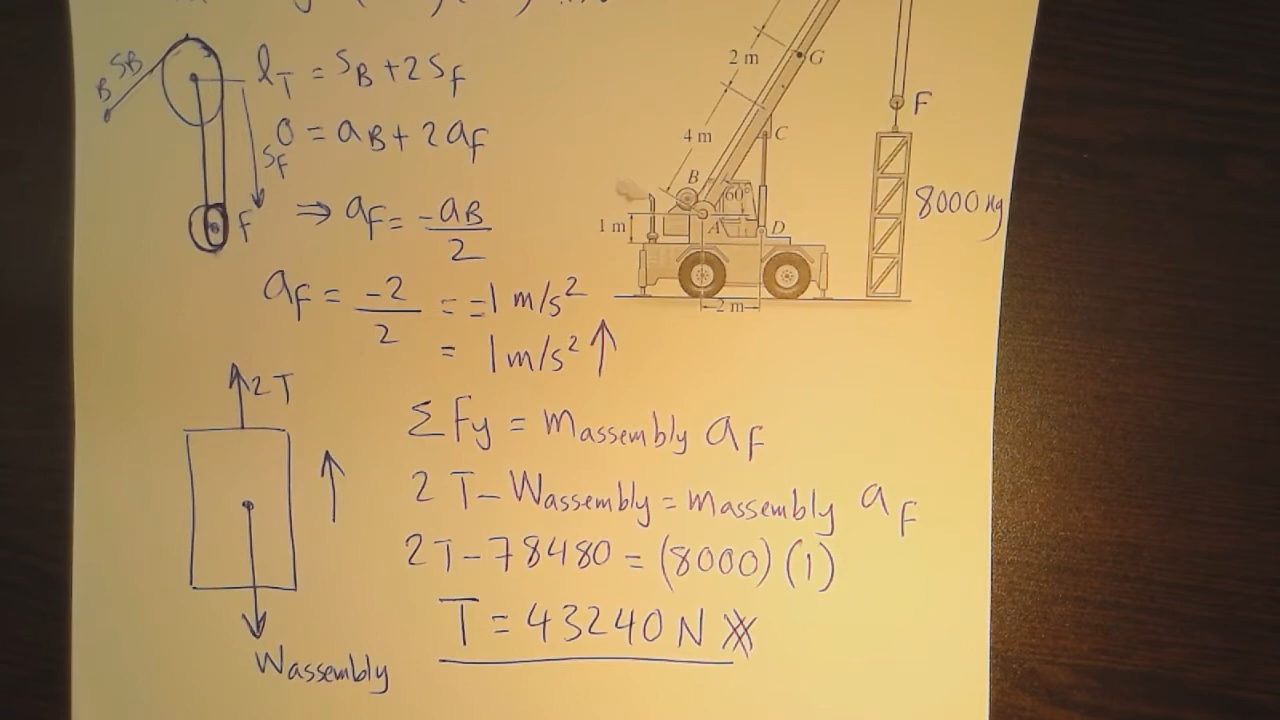 B SB
lT = SB + 2SF
0 = aB + 2aF
SF
F
⇒ aF = -aB/2
aF = -2/2 = -1 m/s²
= 1 m/s² ↑
2 m
G
F
4 m
C
B
60°
8000 kg
1 m
A
D
2 m
2T
ΣFy = massembly aF
2T - Wassembly = massembly aF
2T - 78480 = (8000)(1)
T = 43240 N
Wassembly